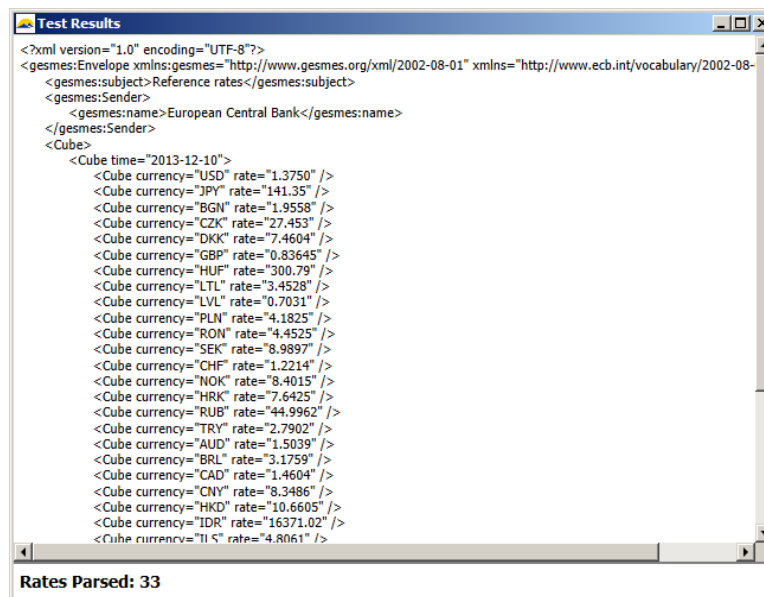 Test Results
<?xml version="1.0" encoding="UTF-8"?>
<gesmes:Envelope xmlns:gesmes="http://www.gesmes.org/xml/2002-08-01" xmlns="http://www.ecb.int/vocabulary/2002-08-
<gesmes:subject>Reference rates</gesmes:subject>
<gesmes:Sender>
<gesmes:name>European Central Bank</gesmes:name>
</gesmes:Sender>
<Cube>
<Cube time="2013-12-10">
<Cube currency="USD" rate="1.3750" />
<Cube currency="JPY" rate="141.35" />
<Cube currency="BGN" rate="1.9558" />
<Cube currency="CZK" rate="27.453" />
<Cube currency="DKK" rate="7.4604" />
<Cube currency="GBP" rate="0.83645" />
<Cube currency="HUF" rate="300.79" />
<Cube currency="LTL" rate="3.4528" />
<Cube currency="LVL" rate="0.7031" />
<Cube currency="PLN" rate="4.1825" />
<Cube currency="RON" rate="4.4525" />
<Cube currency="SEK" rate="8.9897" />
<Cube currency="CHF" rate="1.2214" />
<Cube currency="NOK" rate="8.4015" />
<Cube currency="HRK" rate="7.6425" />
<Cube currency="RUB" rate="44.9962" />
<Cube currency="TRY" rate="2.7902" />
<Cube currency="AUD" rate="1.5039" />
<Cube currency="BRL" rate="3.1759" />
<Cube currency="CAD" rate="1.4604" />
<Cube currency="CNY" rate="8.3486" />
<Cube currency="HKD" rate="10.6605" />
<Cube currency="IDR" rate="16371.02" />
<Cube currency="ILS" rate="4.8061" />
Rates Parsed: 33